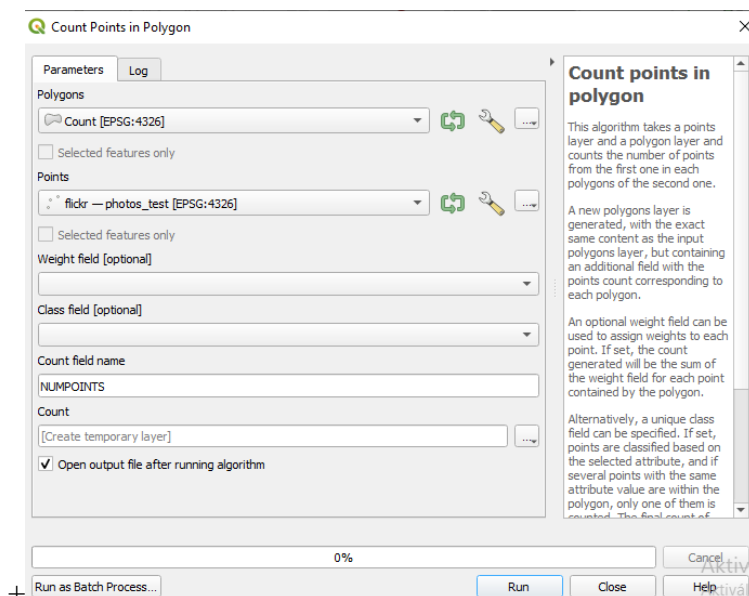 Count Points in Polygon
Parameters
Log
Polygons
Count [EPSG:4326]
Selected features only
Points
flickr — photos_test [EPSG:4326]
Selected features only
Weight field [optional]
Class field [optional]
Count field name
NUMPOINTS
Count
[Create temporary layer]
Open output file after running algorithm
Count points in
polygon
This algorithm takes a points
layer and a polygon layer and
counts the number of points
from the first one in each
polygons of the second one.
A new polygons layer is
generated, with the exact
same content as the input
polygons layer, but containing
an additional field with the
points count corresponding to
each polygon.
An optional weight field can be
used to assign weights to each
point. If set, the count
generated will be the sum of
the weight field for each point
contained by the polygon.
Alternatively, a unique class
field can be specified. If set,
points are classified based on
the selected attribute, and if
several points with the same
attribute value are within the
polygon, only one of them is
counted. The final count of
0%
Cancel
Aktiv
Run as Batch Process...
Run
Close
Help
Aktivál